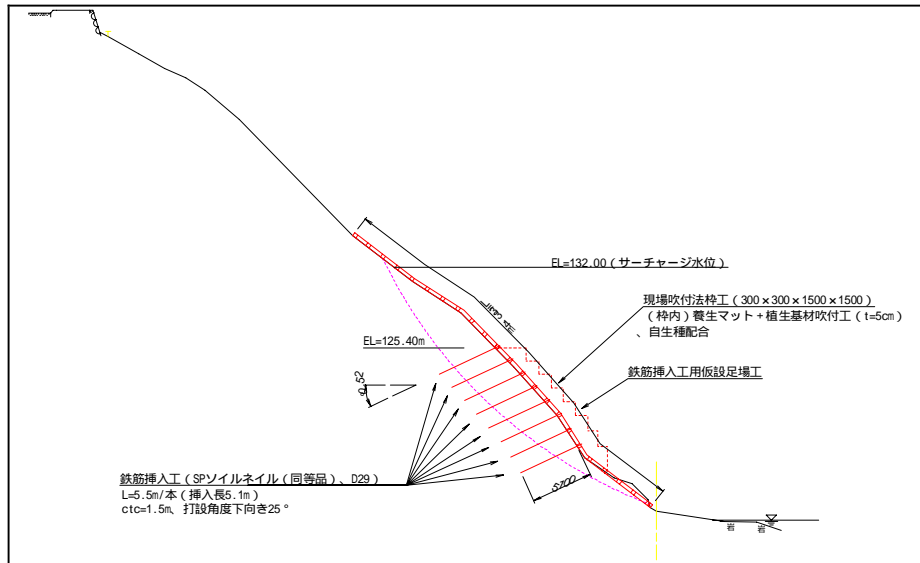 EL=132.00(サーチャージ水位)
現場吹付法枠工(300×300×1500×1500)
(枠内)養生マット+植生基材吹付工(t=5cm)
、自生種配合
EL=125.40m
鉄筋挿入工用仮設足場工
鉄筋挿入工(SPソイルネイル(同等品)、D29)
L=5.5m/本(挿入長5.1m)
ctc=1.5m、打設角度下向き25°
岩 岩